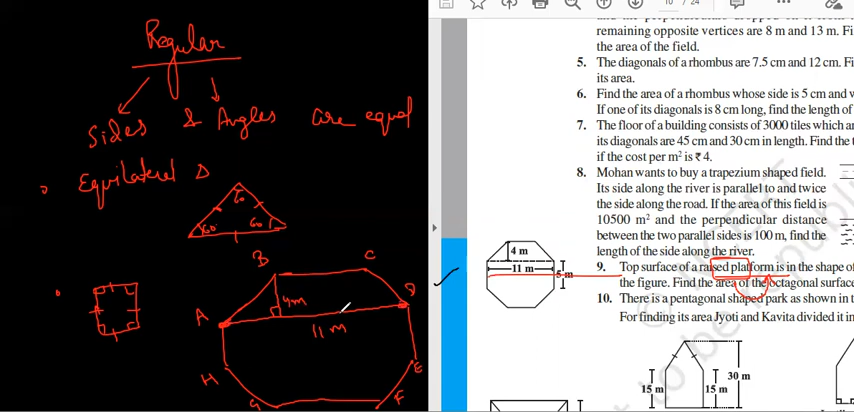 Regular
Sides & Angles are equal
Equilateral Δ
60
60 60
B C
4m D
A 11 m
H E
G F
10 / 24
remaining opposite vertices are 8 m and 13 m. Fi
the area of the field.
5. The diagonals of a rhombus are 7.5 cm and 12 cm. Fi
its area.
6. Find the area of a rhombus whose side is 5 cm and w
If one of its diagonals is 8 cm long, find the length of
7. The floor of a building consists of 3000 tiles which ar
its diagonals are 45 cm and 30 cm in length. Find the t
if the cost per m² is ₹ 4.
8. Mohan wants to buy a trapezium shaped field.
Its side along the river is parallel to and twice
the side along the road. If the area of this field is
10500 m² and the perpendicular distance
between the two parallel sides is 100 m, find the
length of the side along the river.
4 m
11 m
5 m
9. Top surface of a raised platform is in the shape of
the figure. Find the area of the octagonal surface
10. There is a pentagonal shaped park as shown in t
For finding its area Jyoti and Kavita divided it in
15 m 15 m 30 m